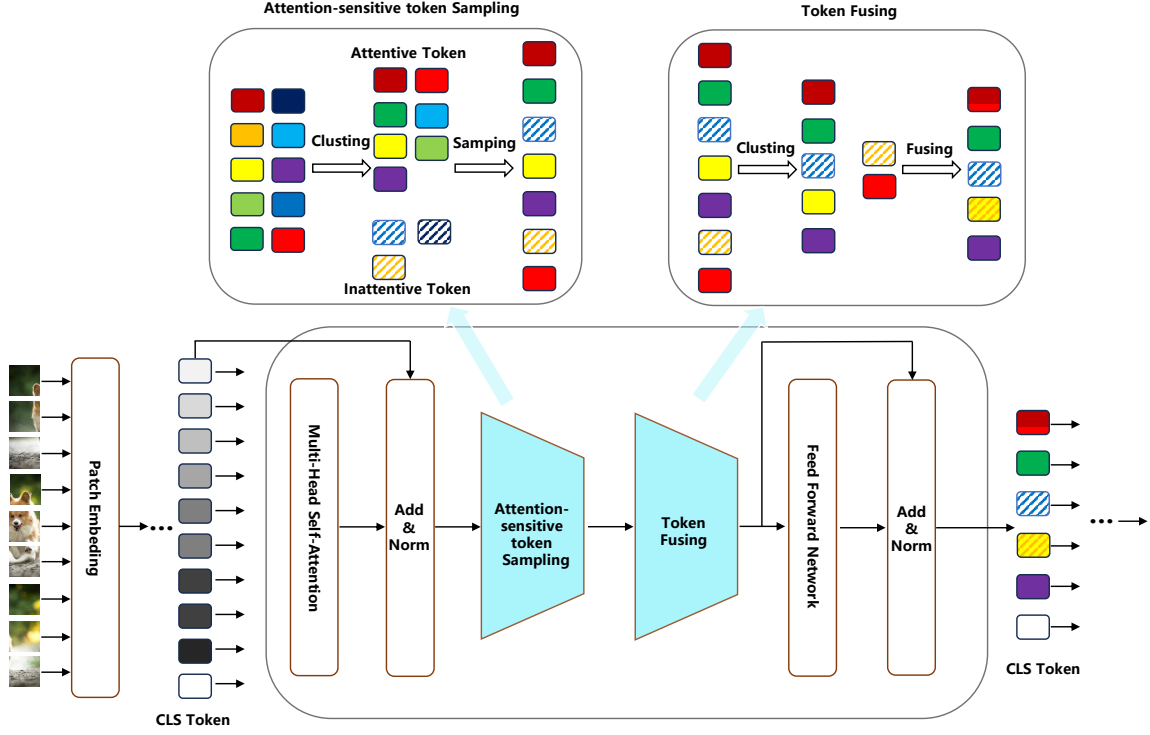 Attention-sensitive token Sampling
Token Fusing
Attentive Token
Clusting
Samping
Inattentive Token
Clusting
Fusing
Patch Embeding
CLS Token
Multi-Head Self-Attention
Add
&
Norm
Attention-
sensitive
token
Sampling
Token
Fusing
Feed Forward Network
Add
&
Norm
CLS Token